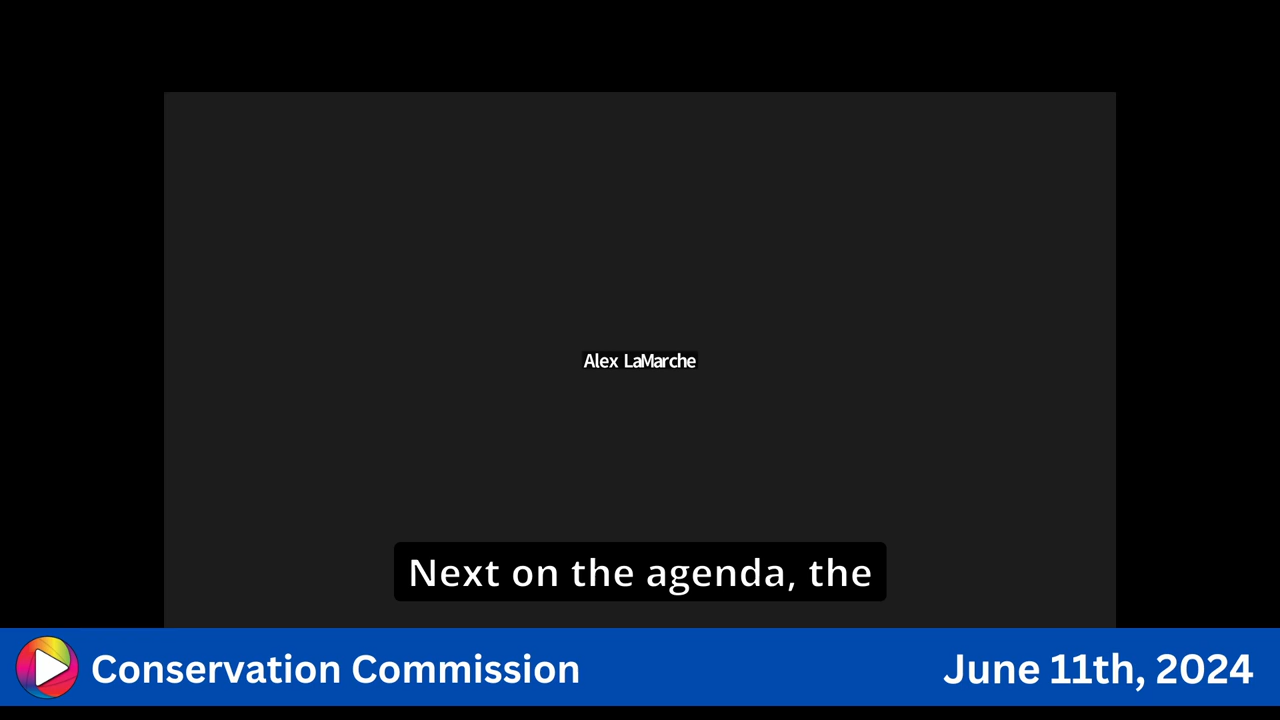 Alex LaMarche
Next on the agenda, the
Conservation Commission
June 11th, 2024